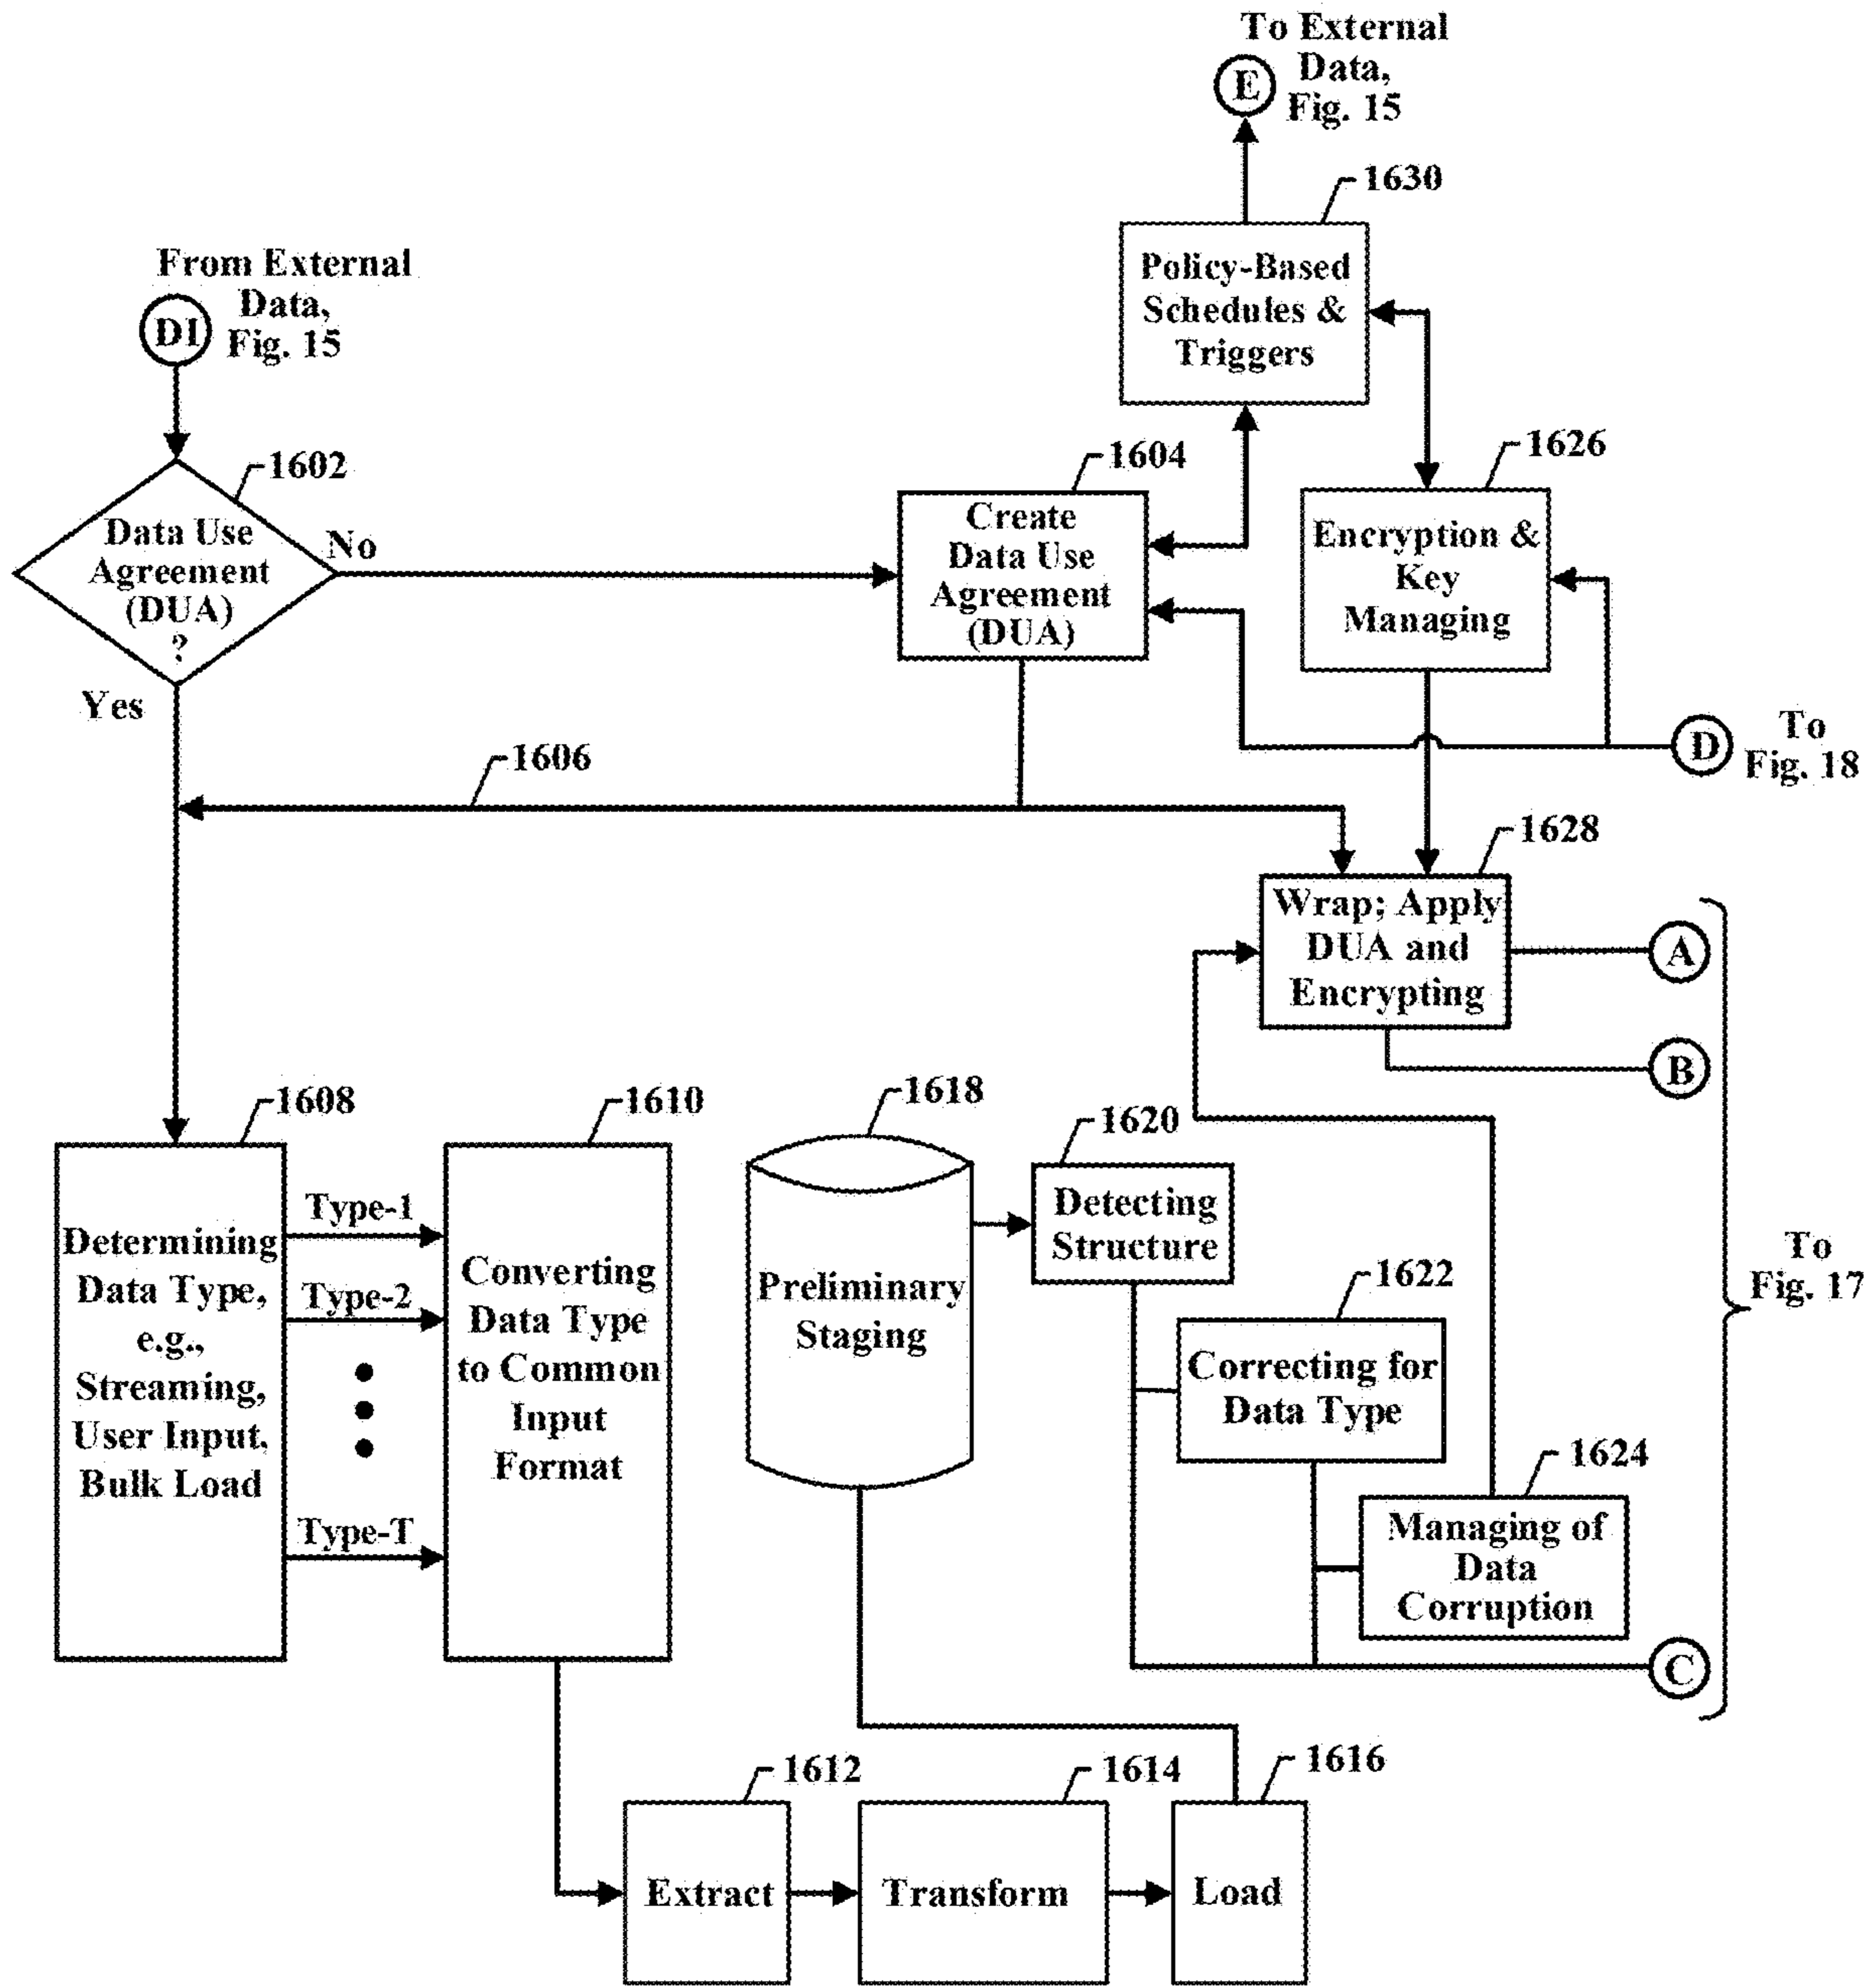 To External
Data,
Fig. 15
E
1630
Policy-Based
Schedules &
Triggers
From External
Data,
Fig. 15
DI
1602
Data Use
Agreement
(DUA)
?
No
Yes
1604
Create
Data Use
Agreement
(DUA)
1626
Encryption &
Key
Managing
D
To
Fig. 18
1606
1628
Wrap; Apply
DUA and
Encrypting
A
B
1608
Determining
Data Type,
e.g.,
Streaming,
User Input,
Bulk Load
Type-1
Type-2
Type-T
1610
Converting
Data Type
to Common
Input
Format
1618
Preliminary
Staging
1620
Detecting
Structure
1622
Correcting for
Data Type
1624
Managing of
Data
Corruption
C
To
Fig. 17
1612
Extract
1614
Transform
1616
Load